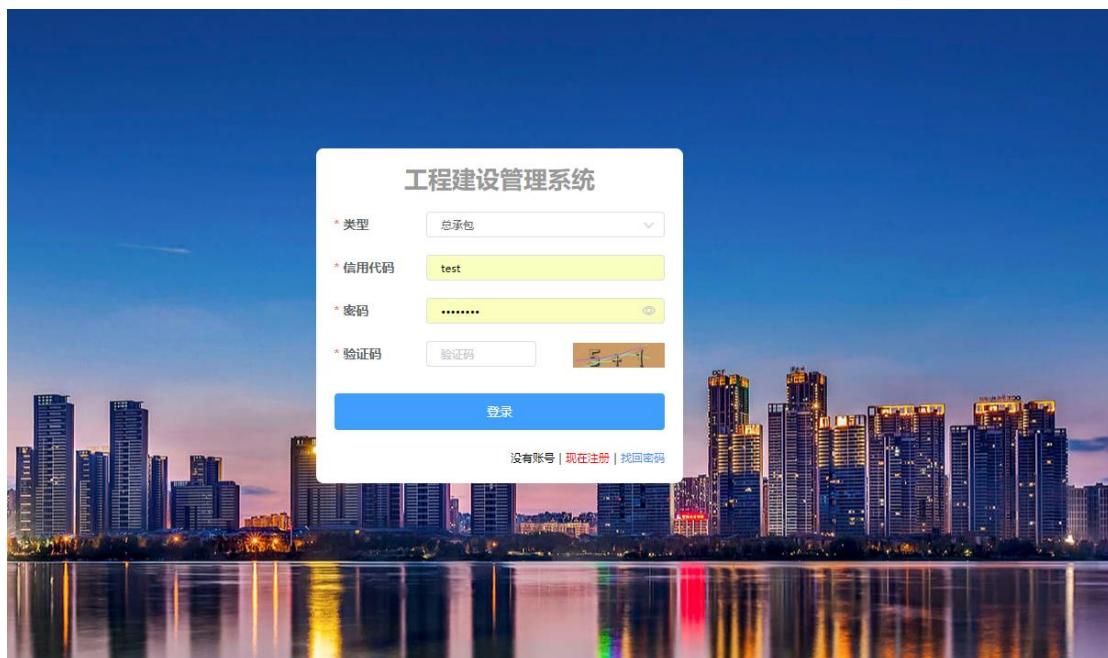 工程建设管理系统
* 类型 总承包
* 信用代码 test
* 密码 ••••••••
* 验证码 验证码 5+1
登录
没有账号 | 现在注册 | 找回密码